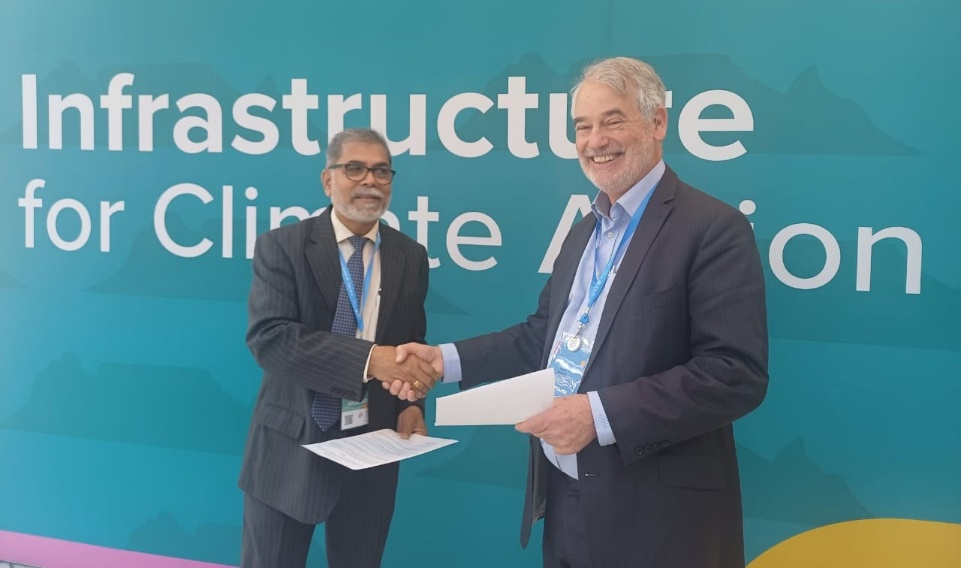 Infrastructure
for Climate Action